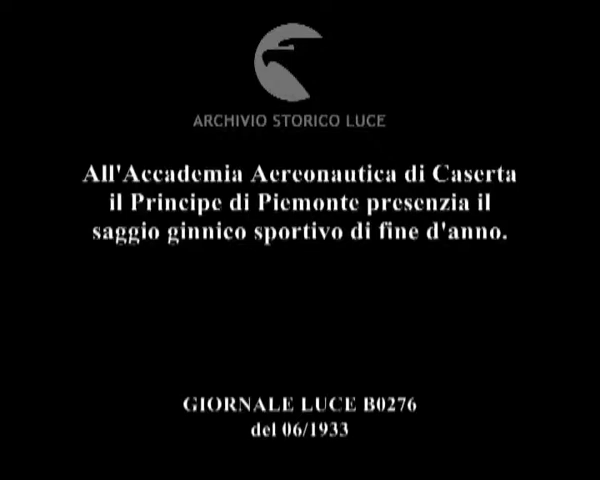 ARCHIVIO STORICO LUCE
All'Accademia Aereonautica di Caserta
il Principe di Piemonte presenzia il
saggio ginnico sportivo di fine d'anno.
GIORNALE LUCE B0276
del 06/1933